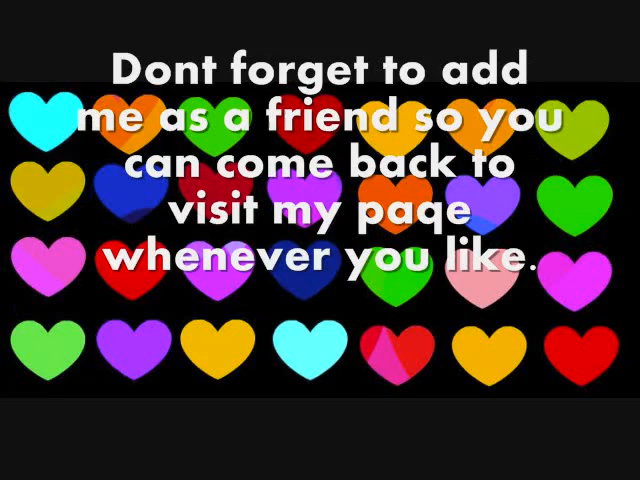 Dont forget to add
me as a friend so you
can come back to
visit my paqe
whenever you like.